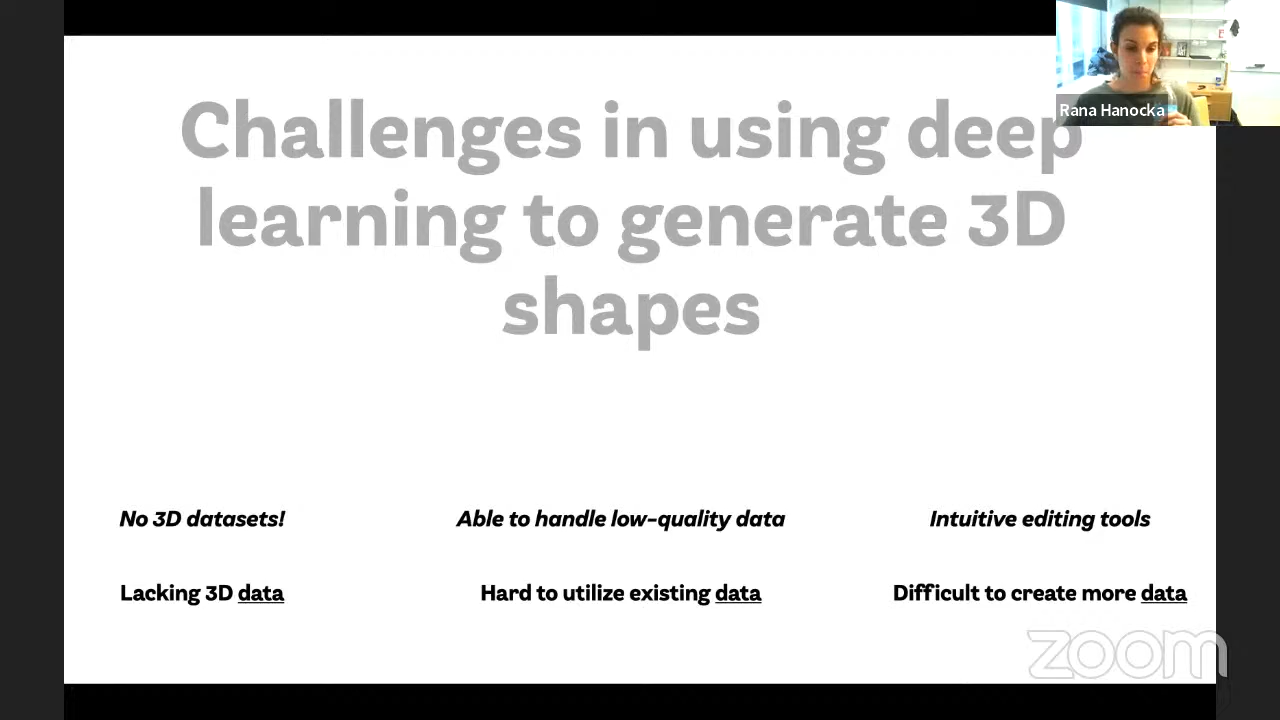 Rana Hanocka
Challenges in using deep
learning to generate 3D
shapes
No 3D datasets!
Able to handle low-quality data
Intuitive editing tools
Lacking 3D data
Hard to utilize existing data
Difficult to create more data
zoom